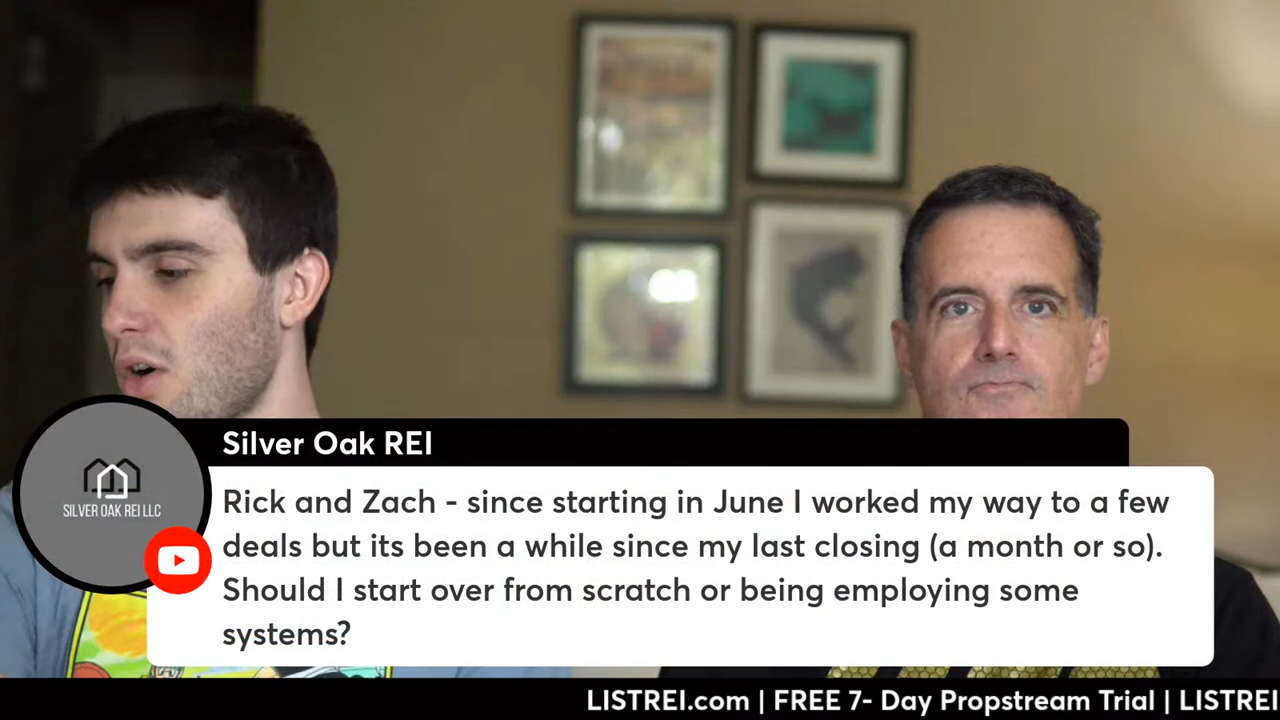 Silver Oak REI
SILVER OAK REI LLC
Rick and Zach - since starting in June I worked my way to a few
deals but its been a while since my last closing (a month or so).
Should I start over from scratch or being employing some
systems?
LISTREI.com | FREE 7- Day Propstream Trial | LISTREI